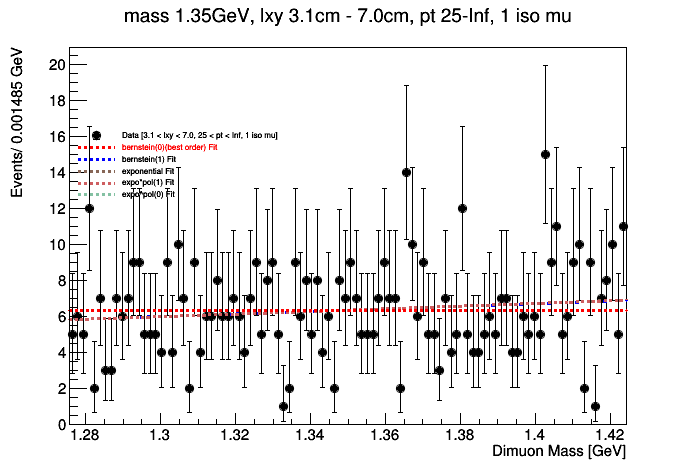 mass 1.35GeV, lxy 3.1cm - 7.0cm, pt 25-Inf, 1 iso mu
Events/ 0.001485 GeV
20
18
16
14
12
10
8
6
4
2
0
Data [3.1 < lxy < 7.0, 25 < pt < Inf, 1 iso mu]
bernstein(0)(best order) Fit
bernstein(1) Fit
exponential Fit
expo*pol(1) Fit
expo*pol(0) Fit
1.28 1.3 1.32 1.34 1.36 1.38 1.4 1.42
Dimuon Mass [GeV]